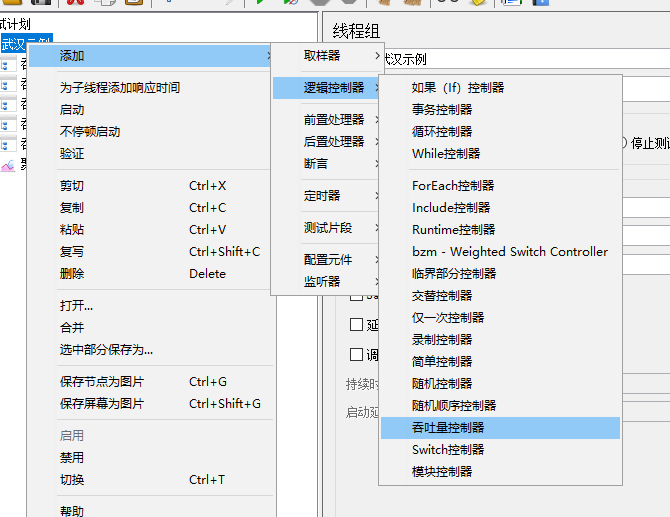 试计划
线程组
武汉示例
武汉示例
添加
为子线程添加响应时间
启动
不停顿启动
验证
剪切 Ctrl+X
复制 Ctrl+C
粘贴 Ctrl+V
复写 Ctrl+Shift+C
删除 Delete
打开...
合并
选中部分保存为...
保存节点为图片 Ctrl+G
保存屏幕为图片 Ctrl+Shift+G
启用
禁用
切换 Ctrl+T
帮助
取样器
逻辑控制器
前置处理器
后置处理器
断言
定时器
测试片段
配置元件
监听器
如果（If）控制器
事务控制器
循环控制器
While控制器
ForEach控制器
Include控制器
Runtime控制器
bzm - Weighted Switch Controller
临界部分控制器
交替控制器
仅一次控制器
录制控制器
简单控制器
随机控制器
随机顺序控制器
吞吐量控制器
Switch控制器
模块控制器
停止测试
延
调
持续时
启动延